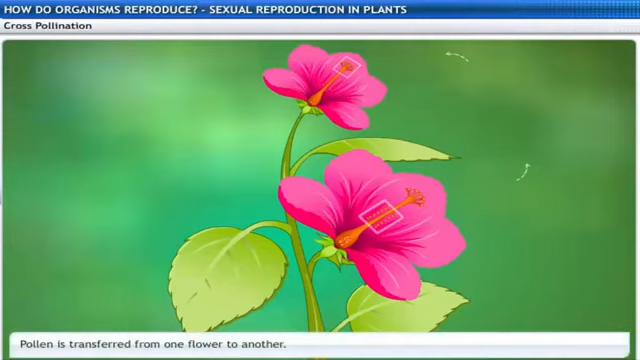 HOW DO ORGANISMS REPRODUCE? - SEXUAL REPRODUCTION IN PLANTS
Cross Pollination
Pollen is transferred from one flower to another.